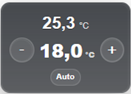 25,3 °C
- 18,0 °C +
Auto